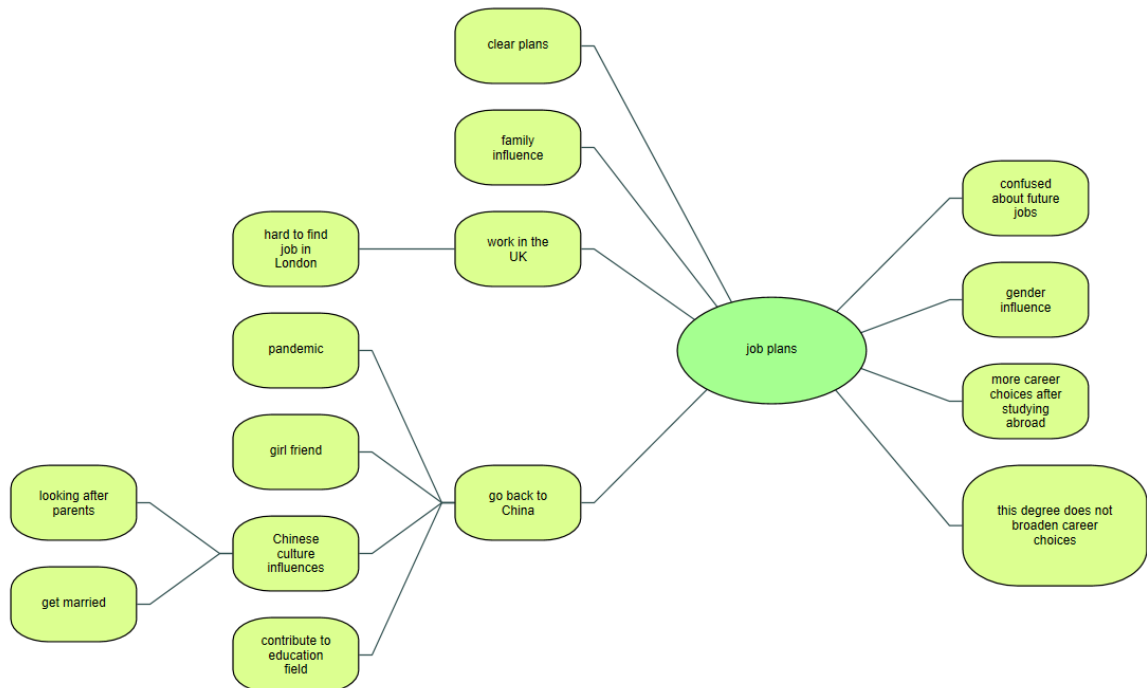 clear plans
family
influence
work in the
UK
hard to find
job in
London
pandemic
girl friend
go back to
China
looking after
parents
Chinese
culture
influences
get married
contribute to
education
field
job plans
confused
about future
jobs
gender
influence
more career
choices after
studying
abroad
this degree does not
broaden career
choices